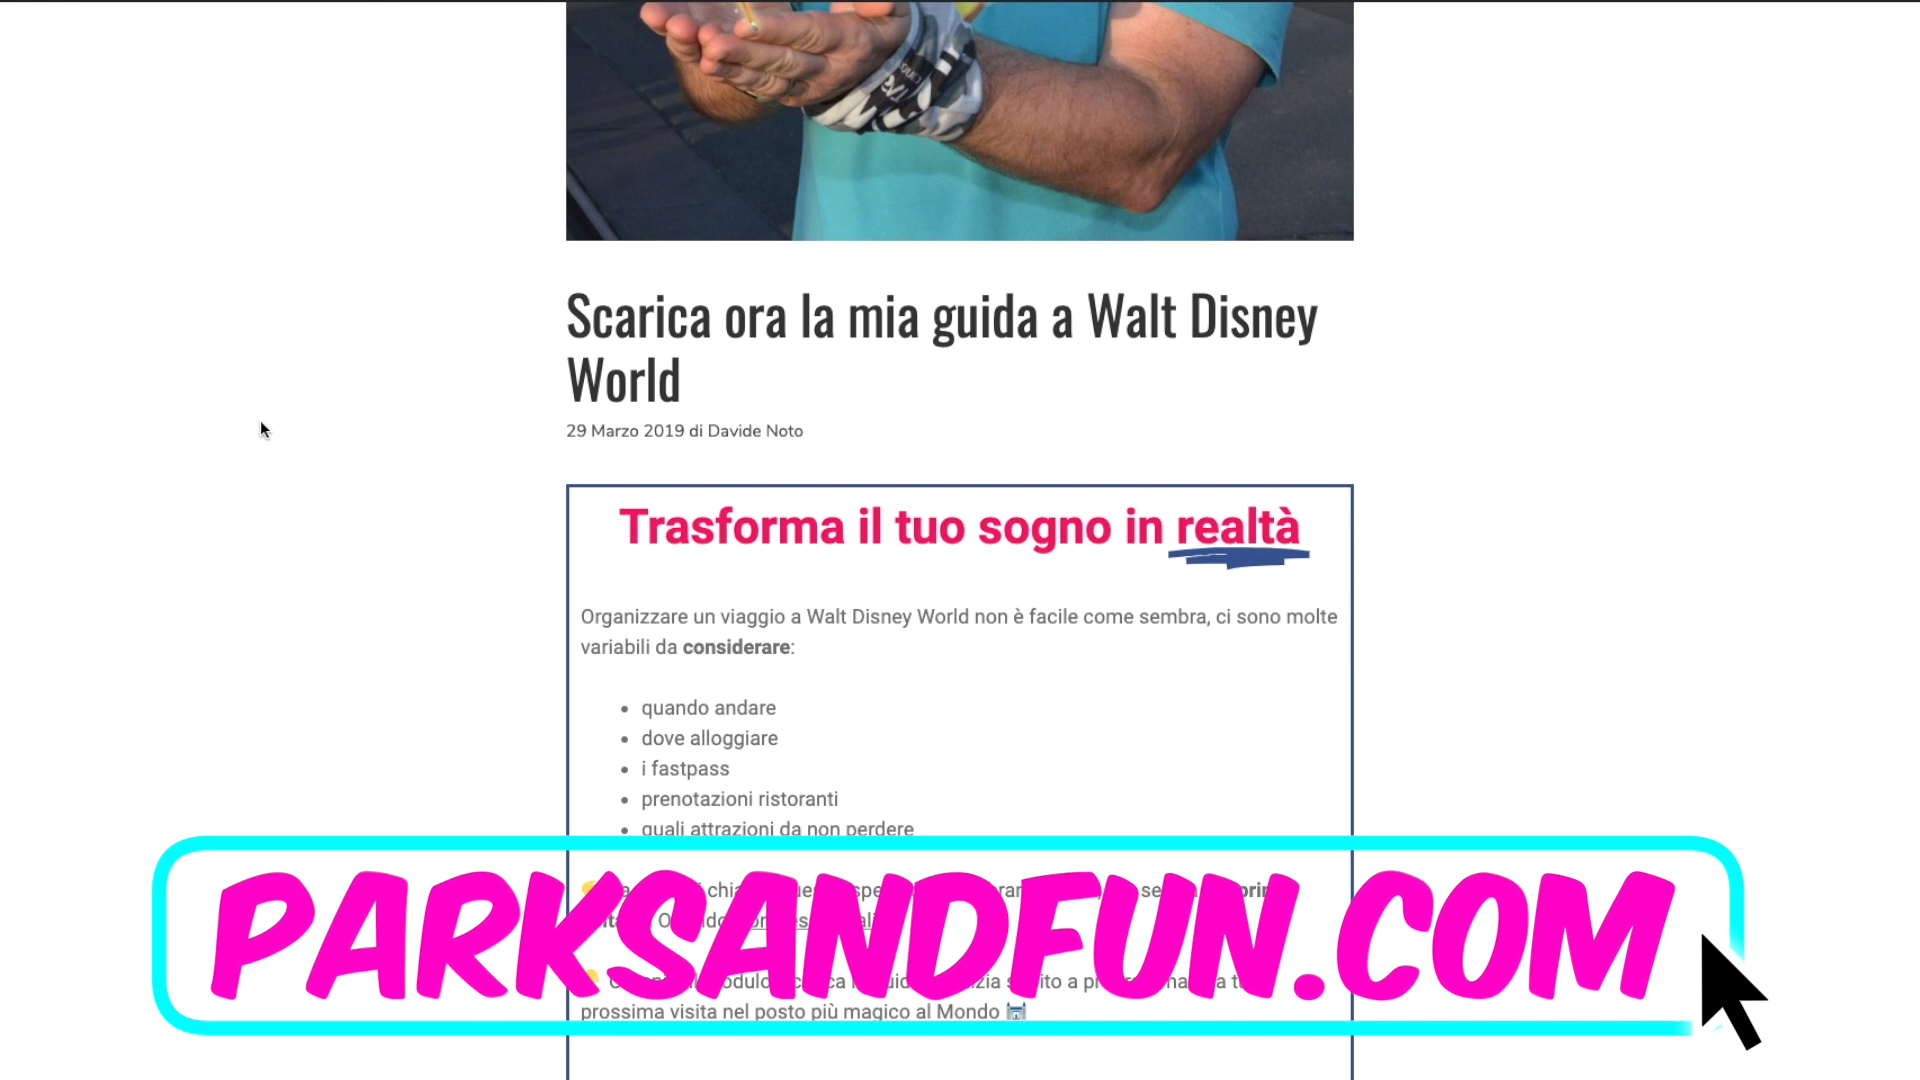 Scarica ora la mia guida a Walt Disney
World
29 Marzo 2019 di Davide Noto
Trasforma il tuo sogno in realtà
Organizzare un viaggio a Walt Disney World non è facile come sembra, ci sono molte
variabili da considerare:
quando andare
dove alloggiare
i fastpass
prenotazioni ristoranti
quali attrazioni da non perdere
PARKSANDFUN.COM
prossima visita nel posto più magico al Mondo